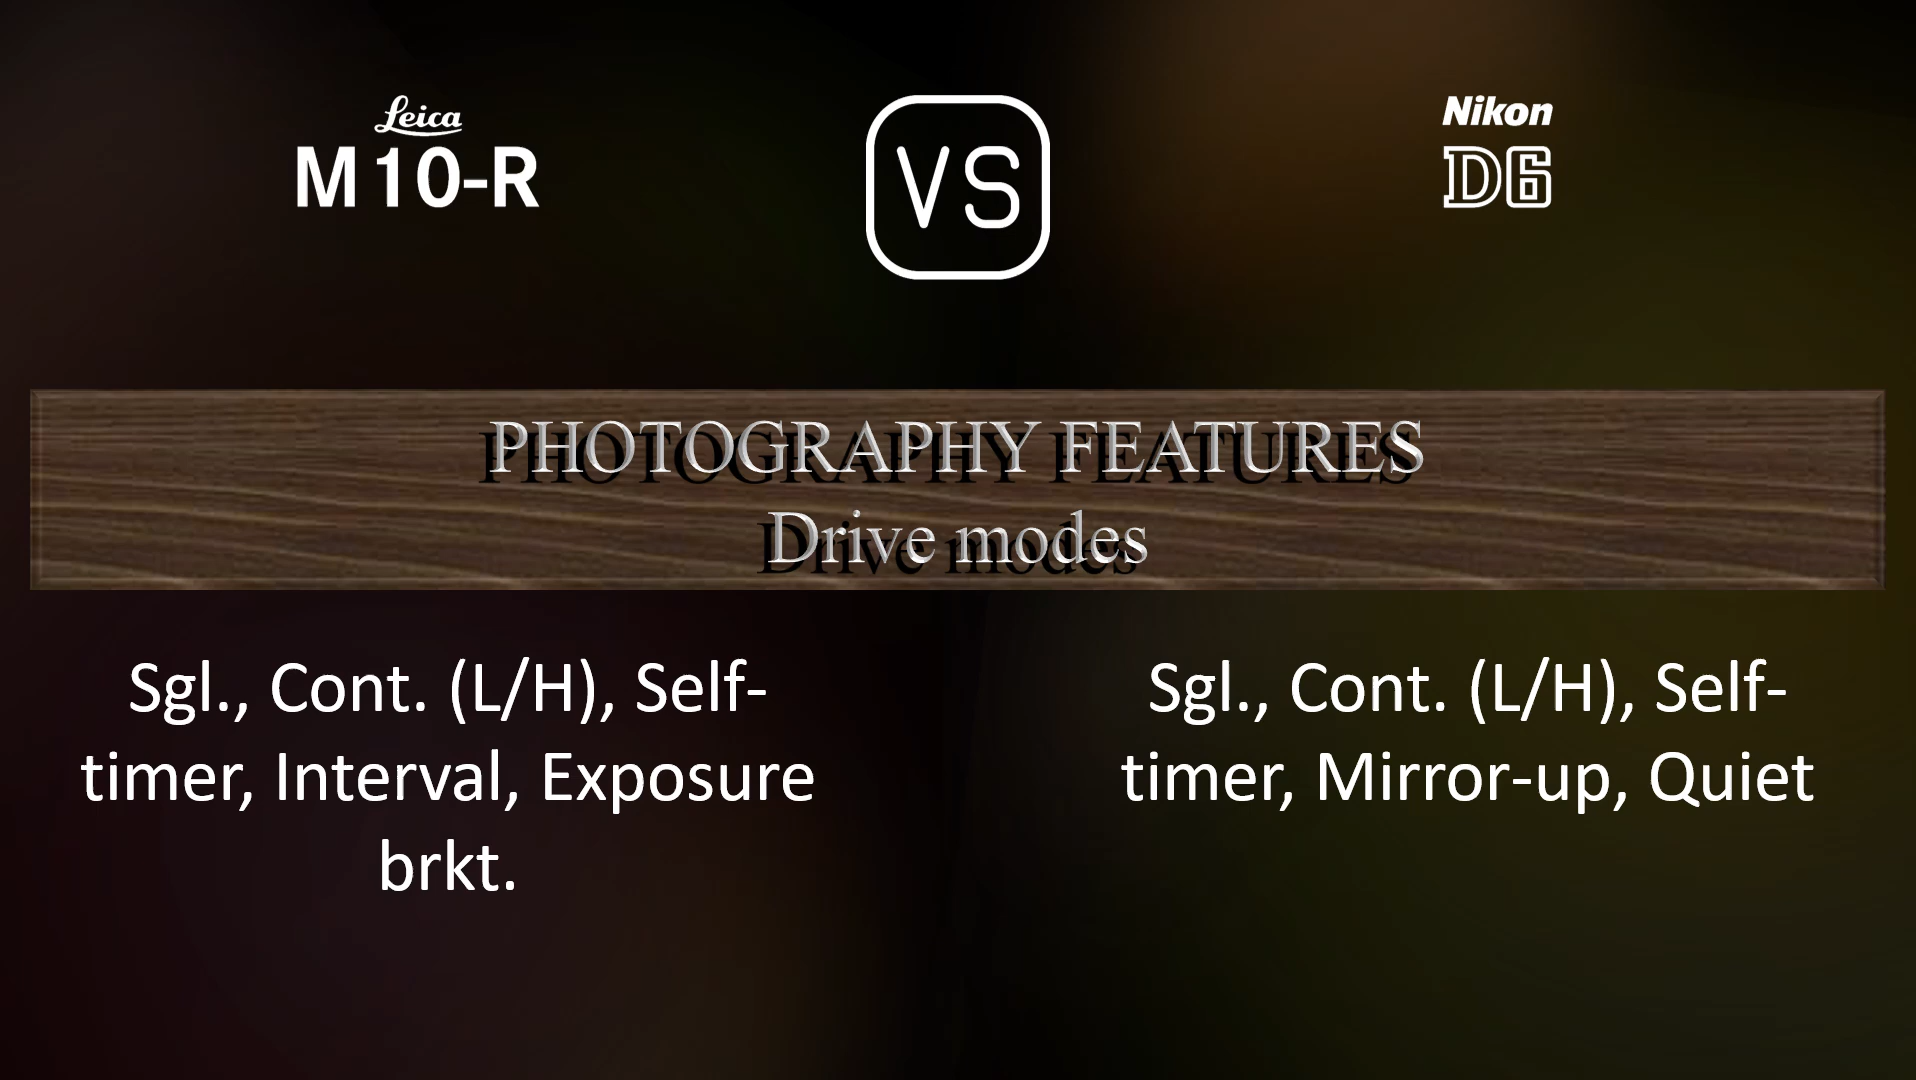 Leica
M10-R
VS
Nikon
D6
PHOTOGRAPHY FEATURES
Drive modes
Sgl., Cont. (L/H), Self-
timer, Interval, Exposure
brkt.
Sgl., Cont. (L/H), Self-
timer, Mirror-up, Quiet